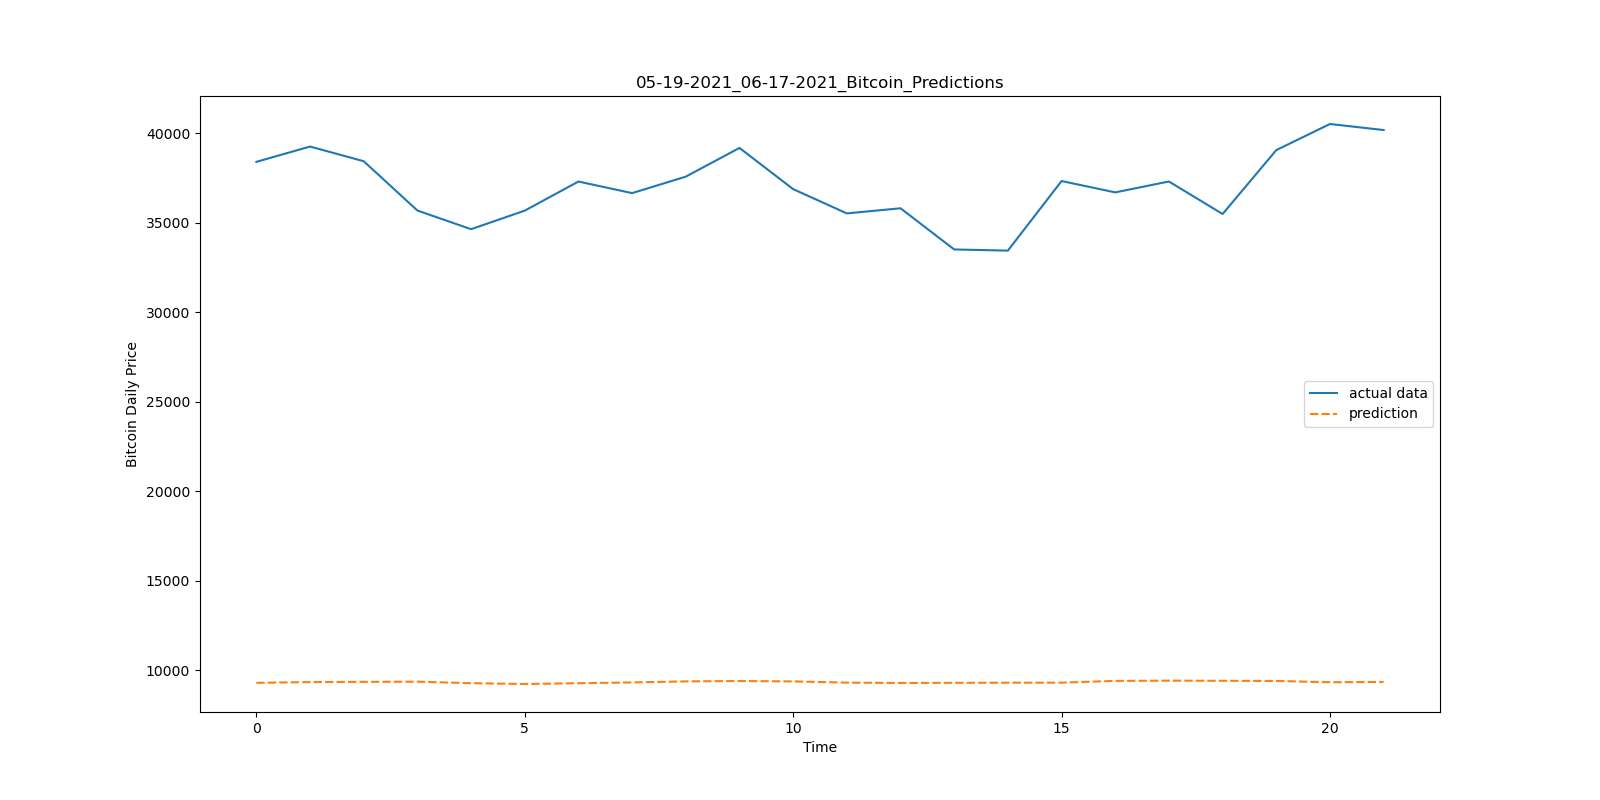 05-19-2021_06-17-2021_Bitcoin_Predictions
40000
35000
30000
25000
20000
15000
10000
Bitcoin Daily Price
actual data
prediction
0 5 10 15 20
Time